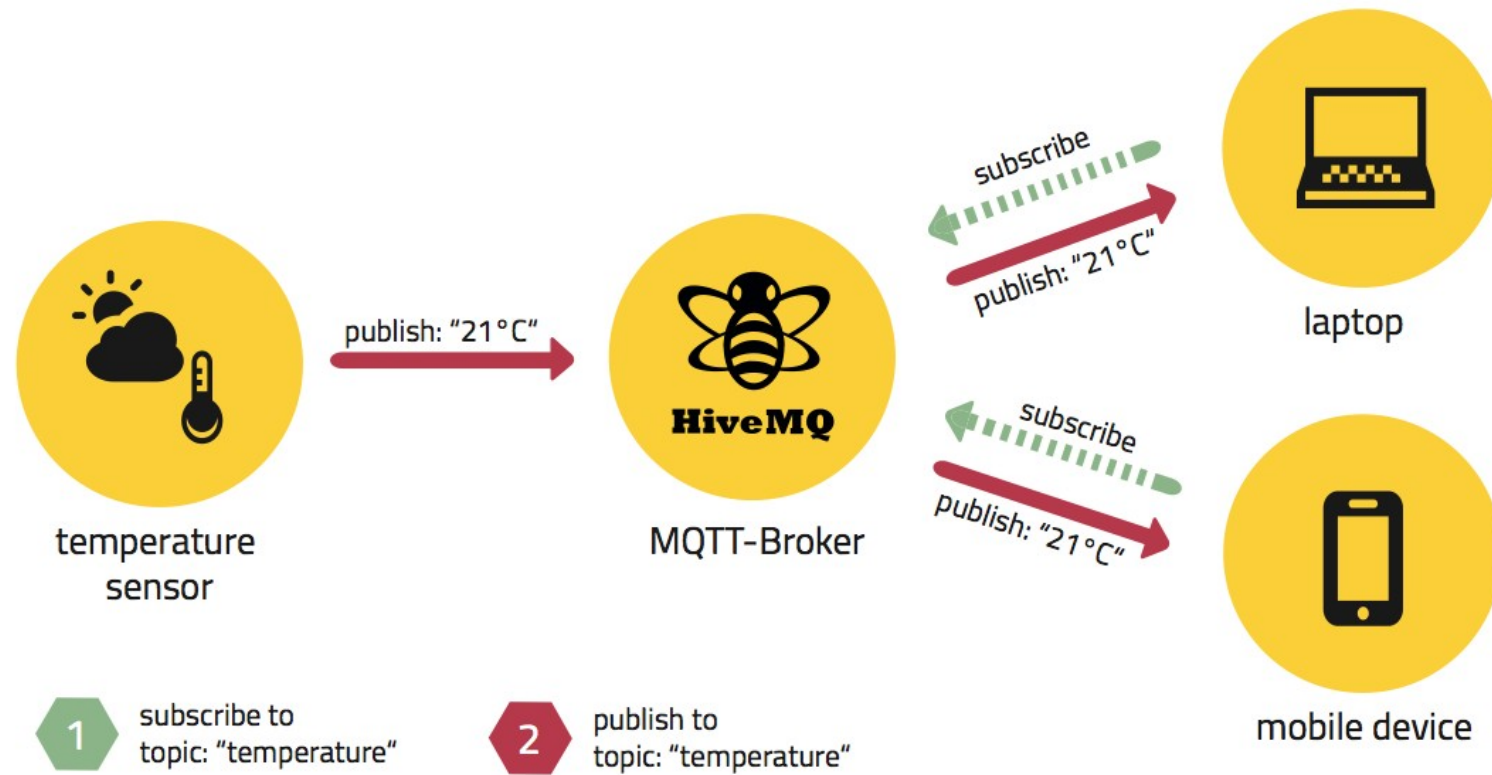 subscribe
publish: “21°C“
laptop
publish: “21°C“
HiveMQ
MQTT-Broker
temperature
sensor
subscribe
publish: “21°C“
mobile device
1
subscribe to
topic: “temperature“
2
publish to
topic: “temperature“